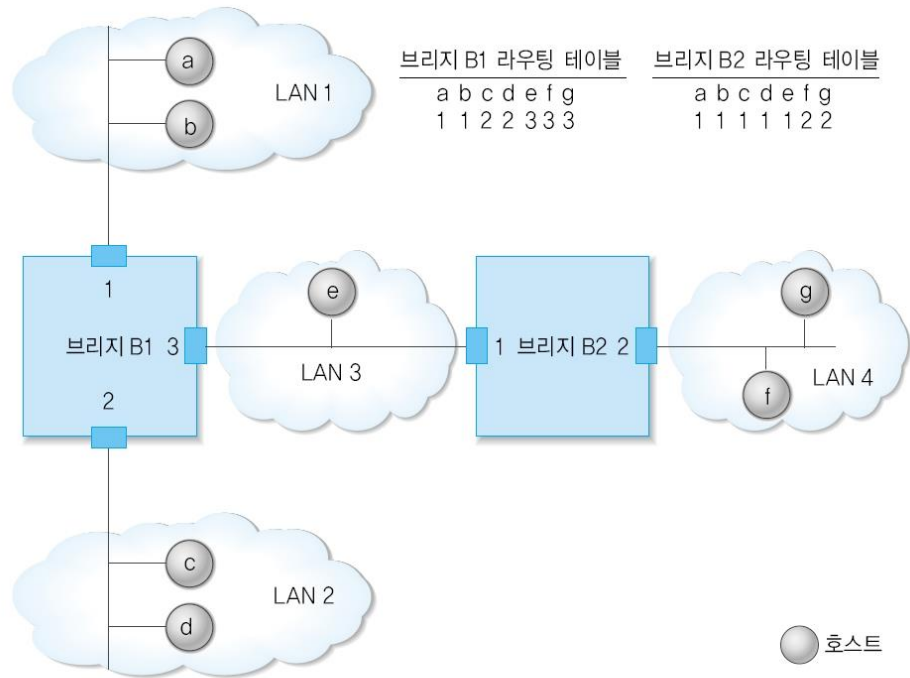 a
LAN 1
b
브리지 B1 라우팅 테이블
a b c d e f g
1 1 2 2 3 3 3
브리지 B2 라우팅 테이블
a b c d e f g
1 1 1 1 1 2 2
1
브리지 B1 3
2
e
LAN 3
1 브리지 B2 2
g
f
LAN 4
c
LAN 2
d
호스트